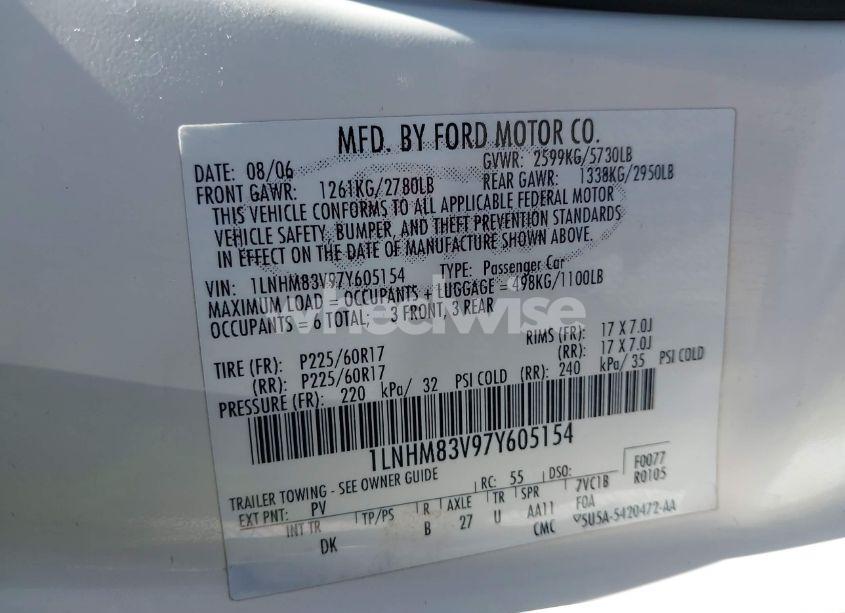 MFD. BY FORD MOTOR CO.
DATE: 08/06 GVWR: 2599KG/5730LB
FRONT GAWR: 1261KG/2780LB REAR GAWR: 1338KG/2950LB
THIS VEHICLE CONFORMS TO ALL APPLICABLE FEDERAL MOTOR
VEHICLE SAFETY, BUMPER, AND THEFT PREVENTION STANDARDS
IN EFFECT ON THE DATE OF MANUFACTURE SHOWN ABOVE.
VIN: 1LNHM83V97Y605154 TYPE: Passenger Car
MAXIMUM LOAD = OCCUPANTS + LUGGAGE = 498KG/1100LB
OCCUPANTS = 6 TOTAL; 3 FRONT, 3 REAR
wheelwise
TIRE (FR): P225/60R17 RIMS (FR): 17 X 7.0J
(RR): P225/60R17 (RR): 17 X 7.0J
PRESSURE (FR): 220 kPa/ 32 PSI COLD (RR): 240 kPa/ 35 PSI COLD
1LNHM83V97Y605154
TRAILER TOWING - SEE OWNER GUIDE RC: 55 DSO: F0077
EXT PNT: PV R0105
INT TR TP/PS R AXLE TR SPR 7VC1B
DK B 27 U AA11 FOA
CMC 5U5A-5420472-AA